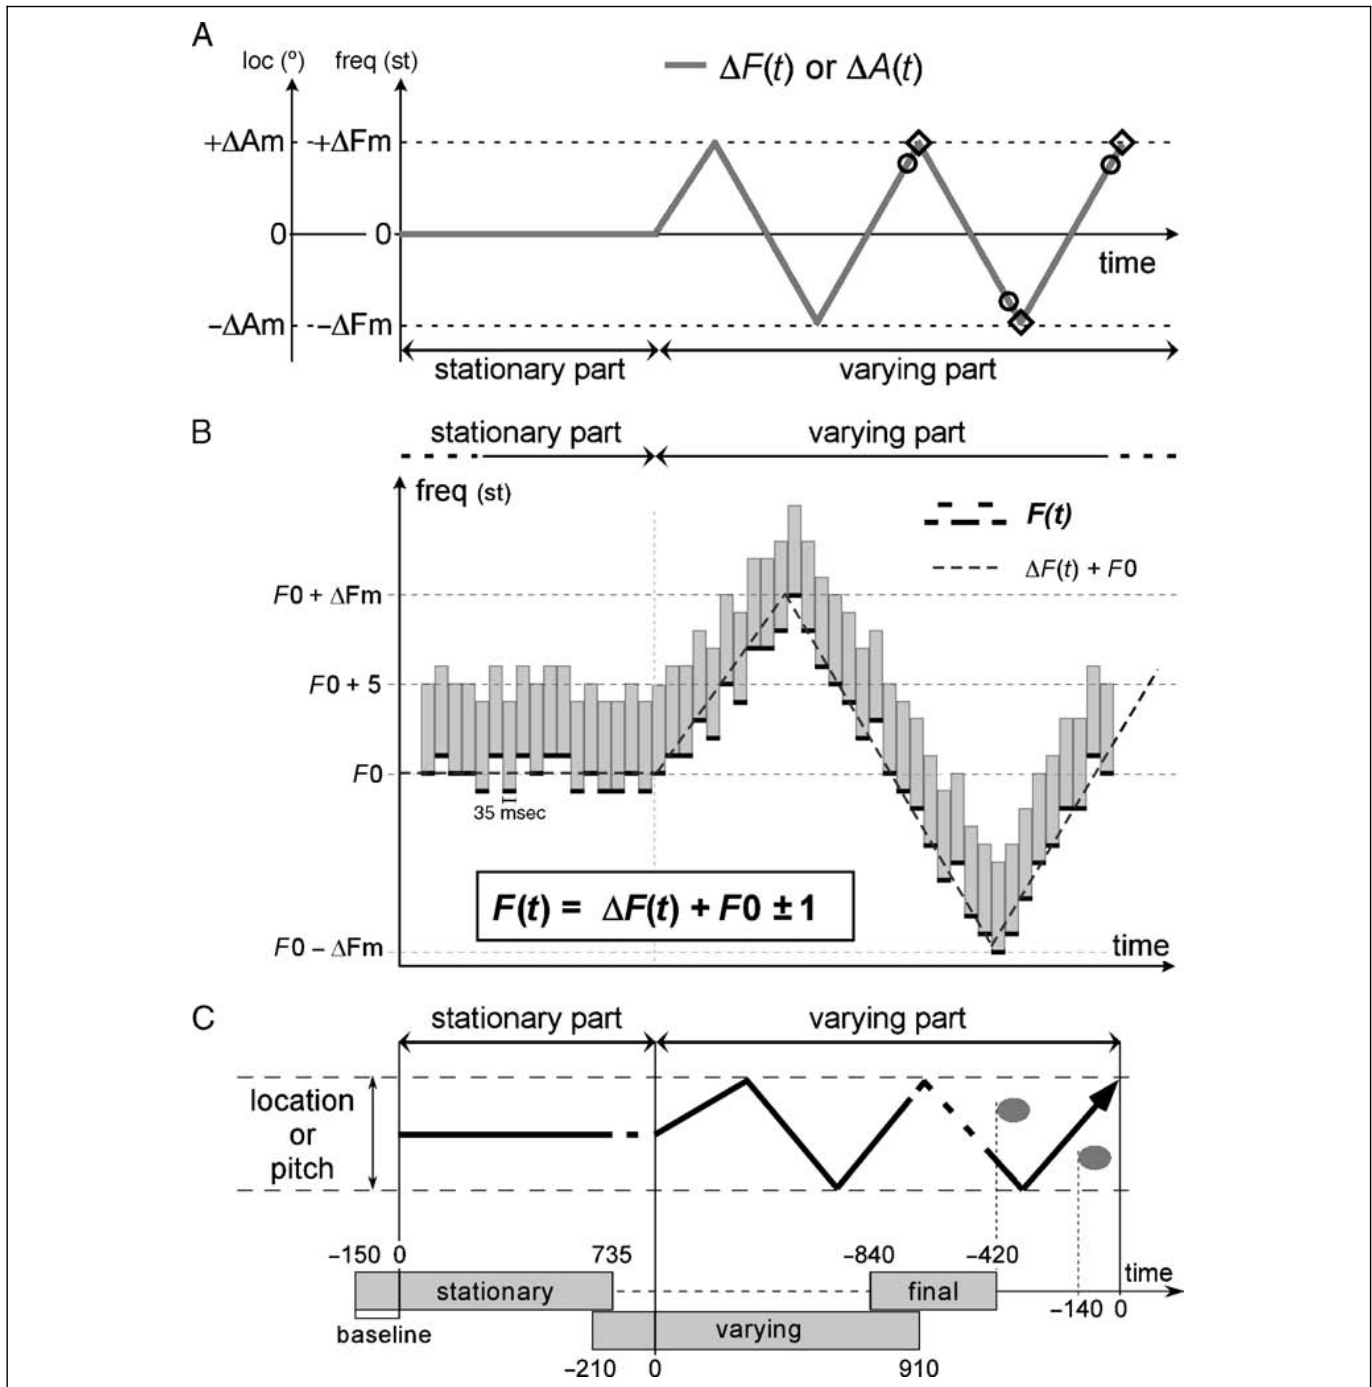 A
loc (º) freq (st)
ΔF(t) or ΔA(t)
+ΔAm +ΔFm
0 0
time
−ΔAm −ΔFm
stationary part varying part
B
stationary part varying part
freq (st)
F(t)
ΔF(t) + F0
F0 + ΔFm
F0 + 5
F0
35 msec
F(t) = ΔF(t) + F0 ± 1
F0 − ΔFm
time
C
stationary part varying part
location
or
pitch
−150 0 735 −840 −420
time
stationary final
−140 0
baseline
varying
−210 0 910